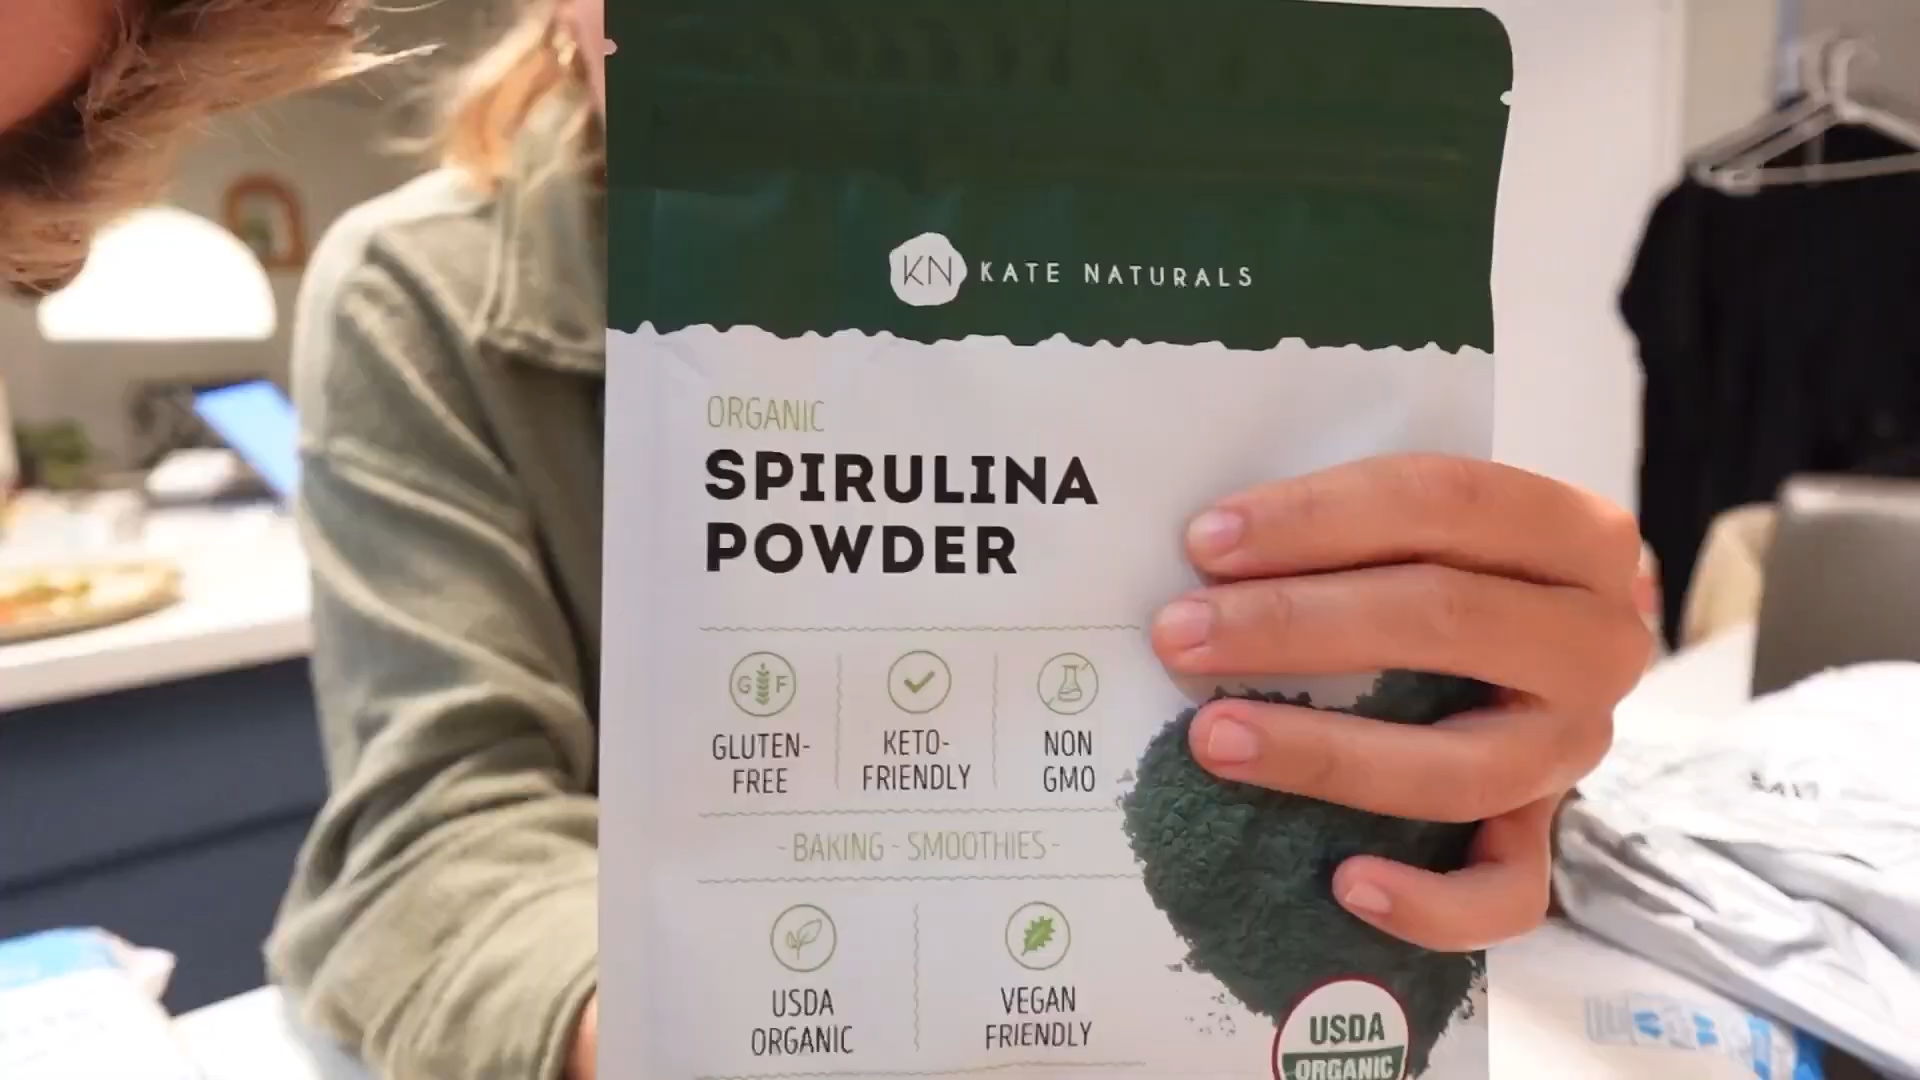 KN KATE NATURALS
ORGANIC
SPIRULINA
POWDER
GF
GLUTEN-
FREE
KETO-
FRIENDLY
NON
GMO
- BAKING - SMOOTHIES -
USDA
ORGANIC
VEGAN
FRIENDLY
USDA
ORGANIC